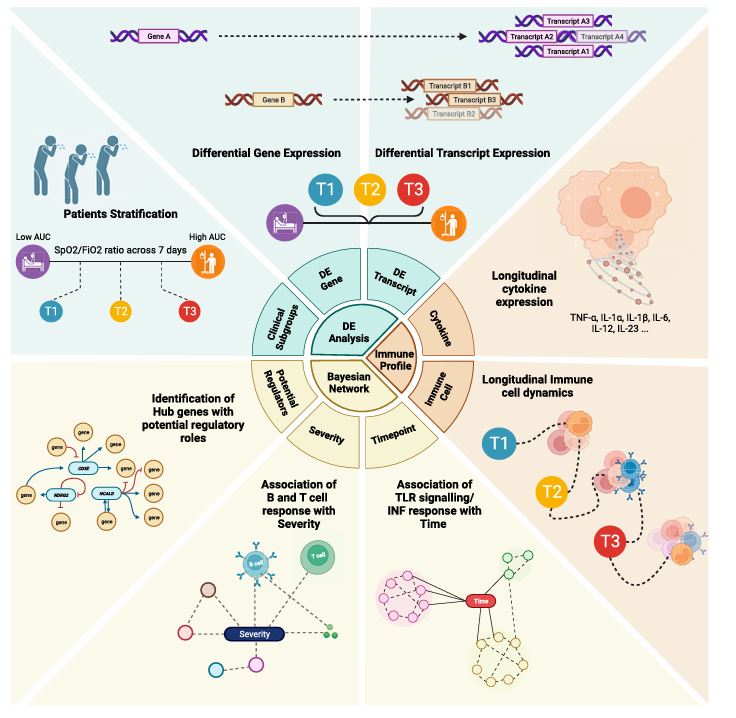 Gene A
Transcript A3
Transcript A2
Transcript A4
Transcript A1
Gene B
Transcript B1
Transcript B3
Transcript B2
Differential Gene Expression
Differential Transcript Expression
T1
T2
T3
Patients Stratification
Low AUC
High AUC
SpO2/FiO2 ratio across 7 days
T1
T2
T3
Longitudinal
cytokine
expression
TNF-α, IL-1α, IL-1β, IL-6,
IL-12, IL-23 ...
DE
Gene
DE
Transcript
Clinical
Subgroups
Cytokine
DE
Analysis
Immune
Profile
Bayesian
Network
Potential
Regulators
Immune
Cell
Severity
Timepoint
Identification of
Hub genes with
potential regulatory
roles
gene
gene
gene
CD3E
gene
gene
gene
NDRG2
HCALD
gene
gene
gene
gene
Longitudinal Immune
cell dynamics
T1
T2
T3
Association of
B and T cell
response with
Severity
B cell
T cell
Severity
Association of
TLR signalling/
INF response with
Time
Time